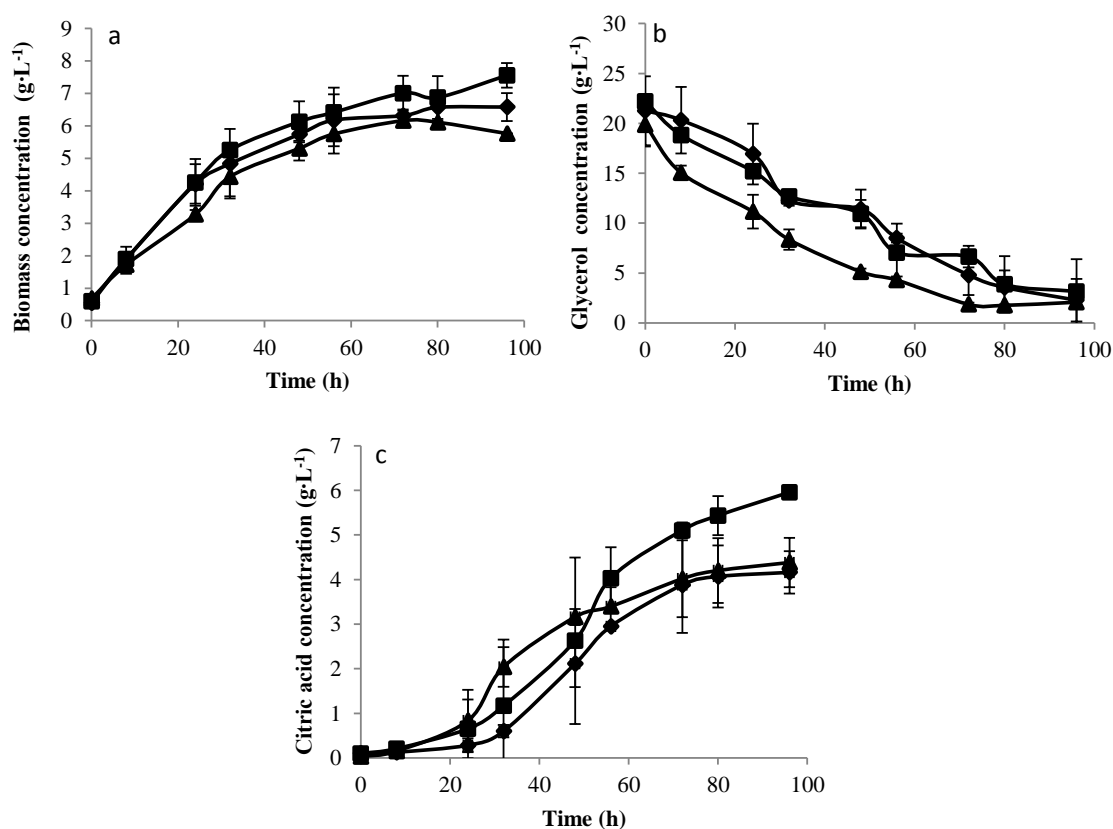 a
Biomass concentration (g·L-1)
9
8
7
6
5
4
3
2
1
0
0 20 40 60 80 100
Time (h)
b
Glycerol concentration (g·L-1)
30
25
20
15
10
5
0
0 20 40 60 80 100
Time (h)
c
Citric acid concentration (g·L-1)
7
6
5
4
3
2
1
0
0 20 40 60 80 100
Time (h)